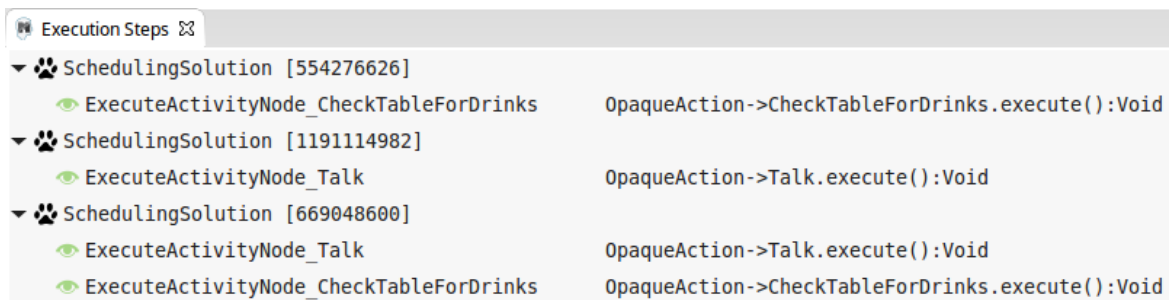 Execution Steps
SchedulingSolution [554276626]
ExecuteActivityNode_CheckTableForDrinks OpaqueAction->CheckTableForDrinks.execute():Void
SchedulingSolution [1191114982]
ExecuteActivityNode_Talk OpaqueAction->Talk.execute():Void
SchedulingSolution [669048600]
ExecuteActivityNode_Talk OpaqueAction->Talk.execute():Void
ExecuteActivityNode_CheckTableForDrinks OpaqueAction->CheckTableForDrinks.execute():Void